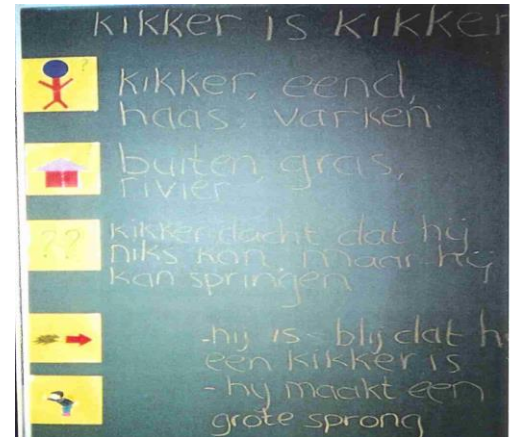 kikker is kikker
kikker, eend,
haas, varken
buiten, gras,
rivier
??
kikker dacht dat hij
niks kan, maar hij
kan springen
-hij is blij dat h
een kikker is
-hij maakt een
grote sprong